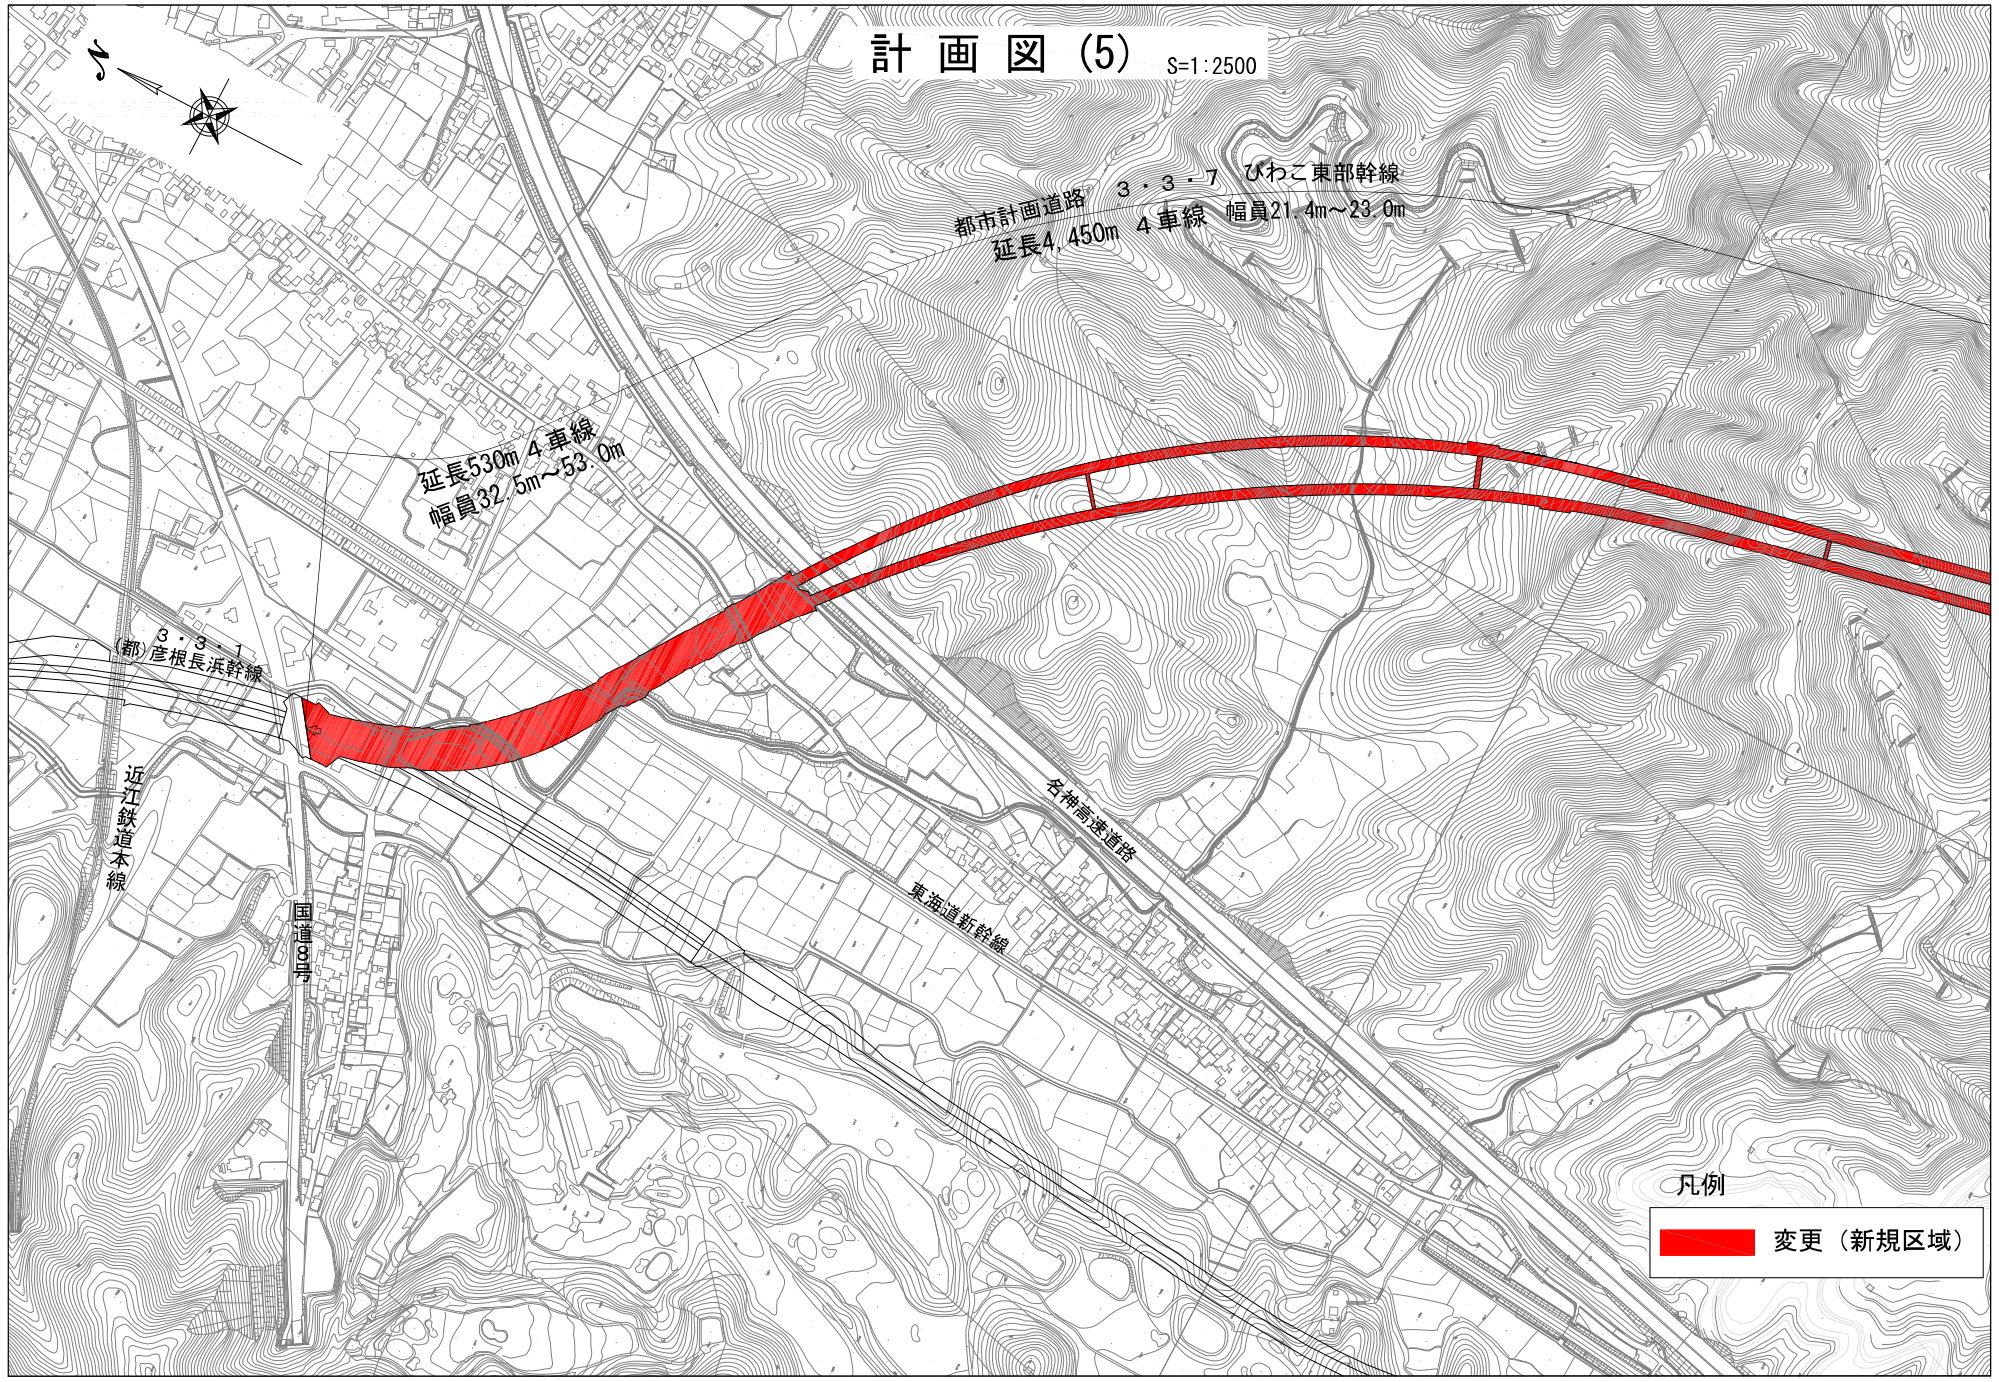 計画図(5) S=1:2500
N
都市計画道路 3・3・7 びわこ東部幹線
延長4,450m 4車線 幅員21.4m～23.0m
延長530m 4車線
幅員32.5m～53.0m
3・3・1
(都)彦根長浜幹線
近江鉄道本線
国道8号
名神高速道路
東海道新幹線
凡例
変更（新規区域）